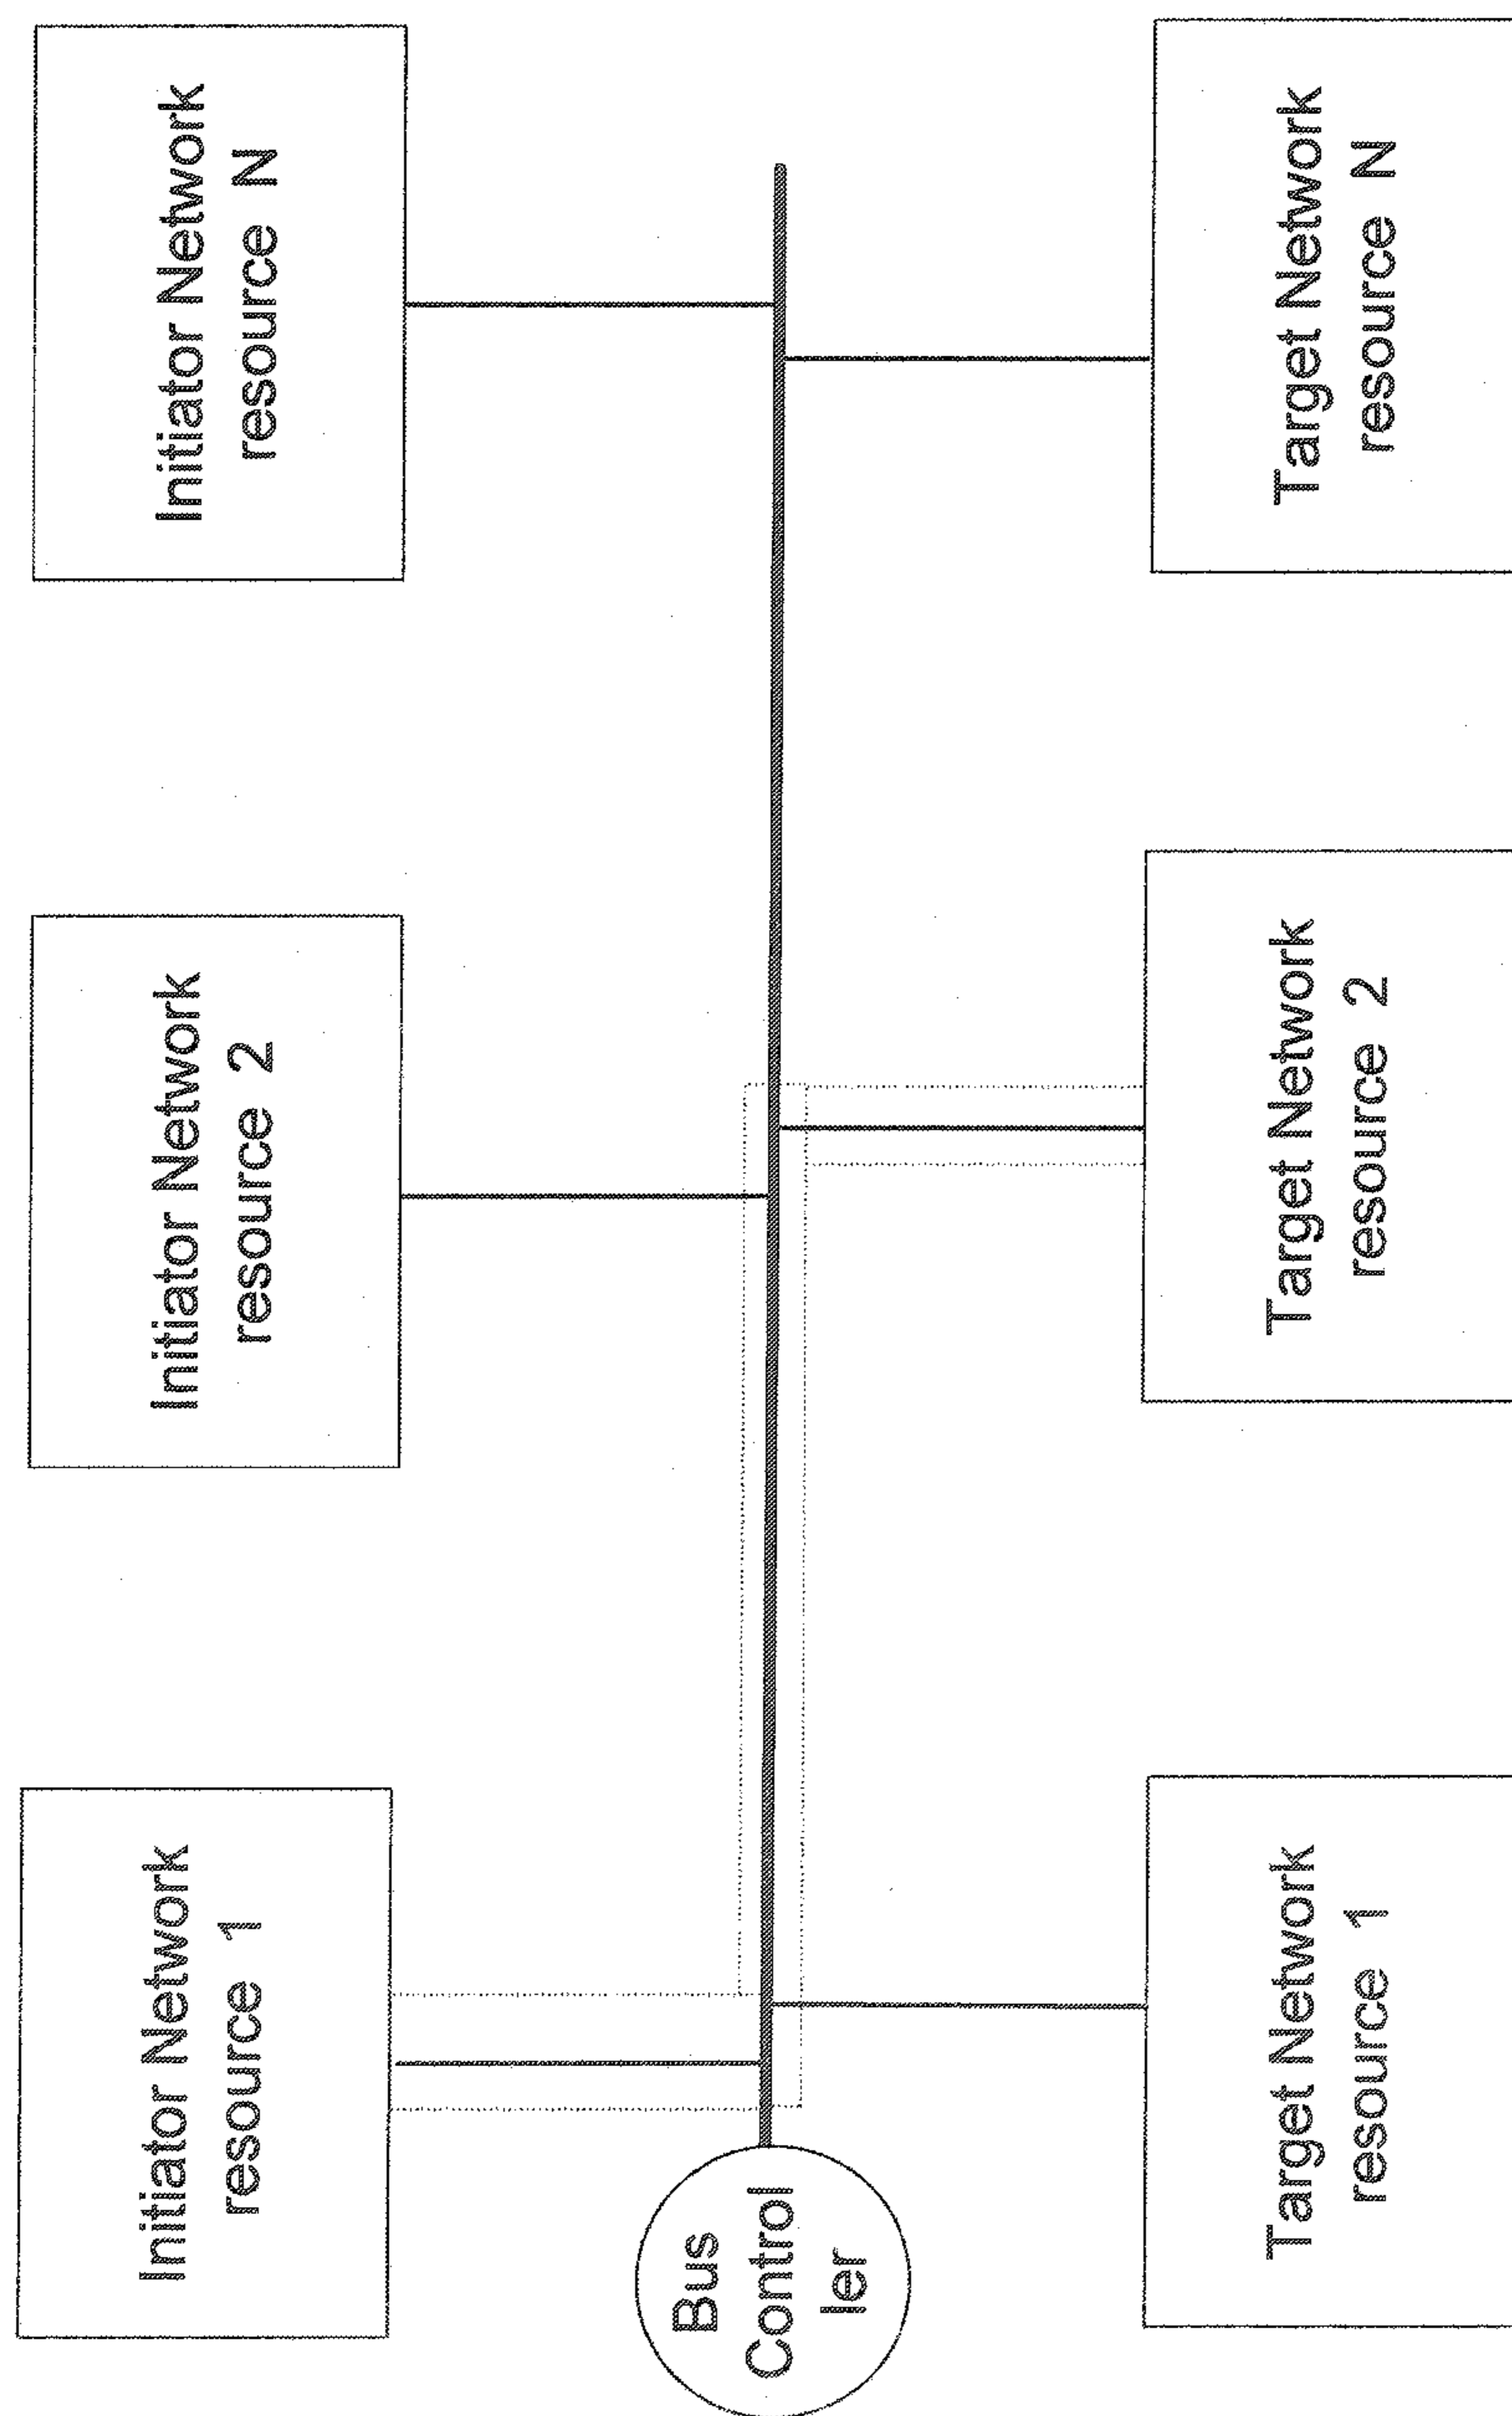 Initiator Network
resource 1
Initiator Network
resource 2
Initiator Network
resource N
Bus
Control
ler
Target Network
resource 1
Target Network
resource 2
Target Network
resource N